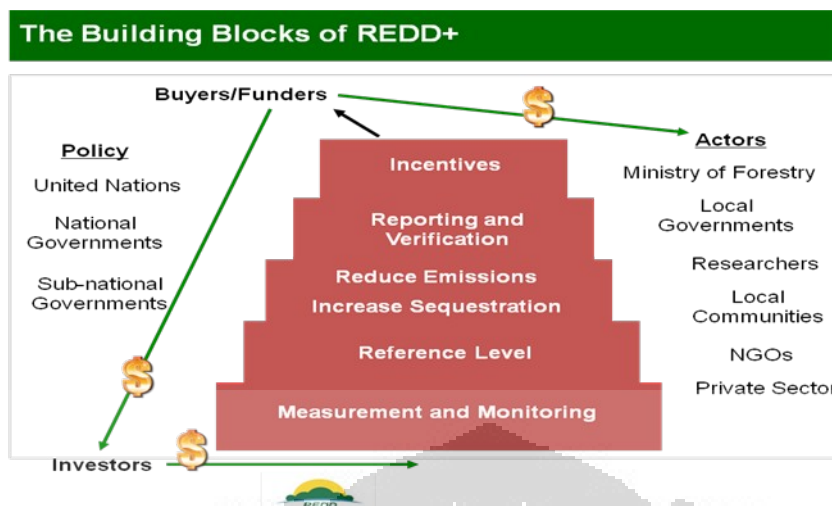 The Building Blocks of REDD+
Buyers/Funders
Policy
United Nations
National
Governments
Sub-national
Governments
Incentives
Reporting and
Verification
Reduce Emissions
Increase Sequestration
Reference Level
Measurement and Monitoring
Actors
Ministry of Forestry
Local
Governments
Researchers
Local
Communities
NGOs
Private Sector
Investors
$
$
$
REDD